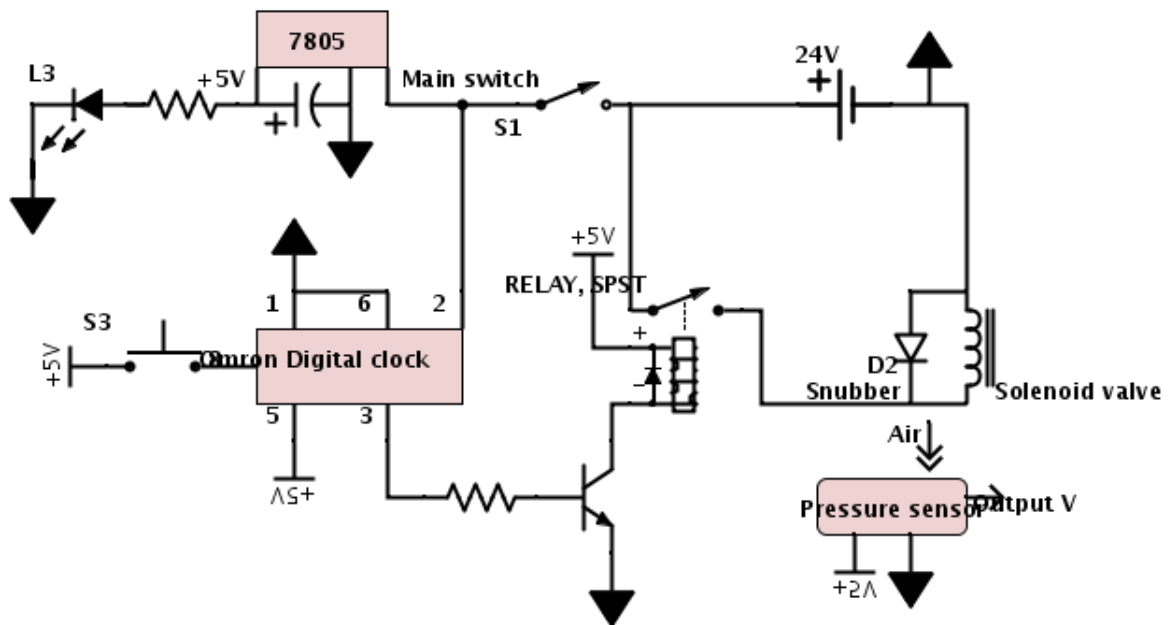 7805
24V
L3
+5V
Main switch
+
+
S1
+5V
RELAY, SPST
1
6
2
S3
+
+5V
Omron Digital clock
D2
−
Snubber
Solenoid valve
5
3
Air
+5V
Pressure sensor
Output V
+5V